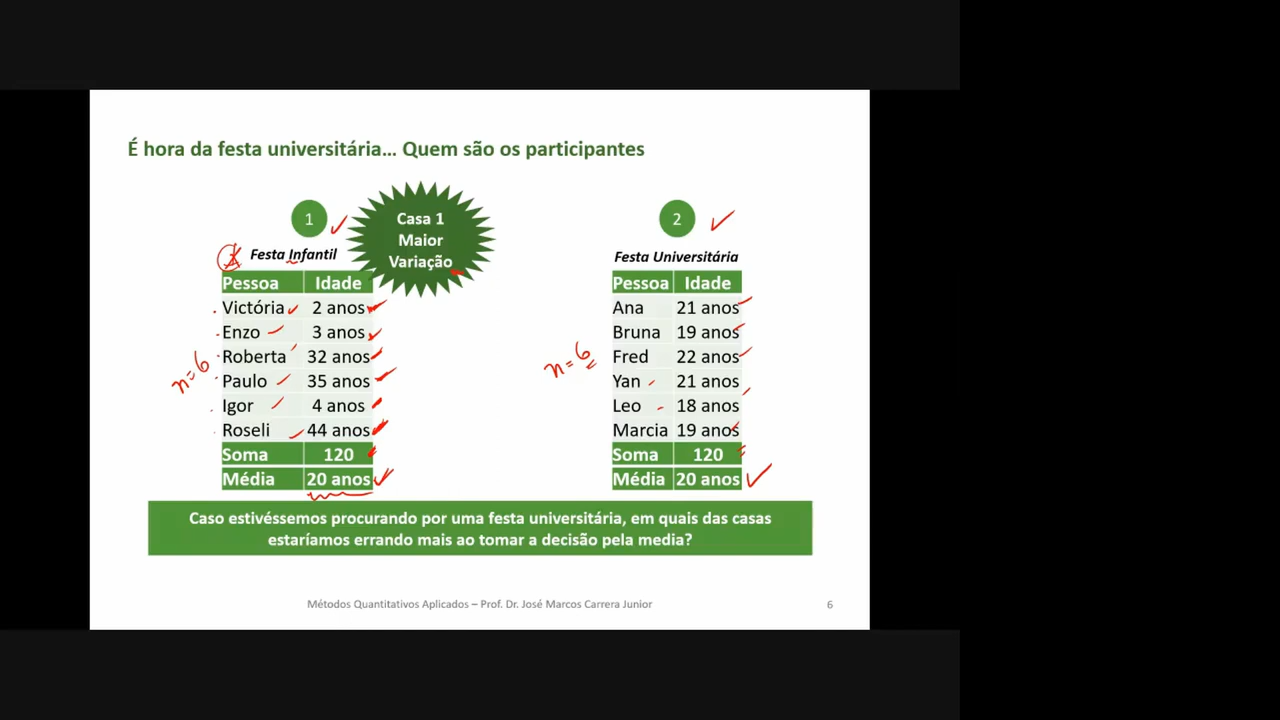 É hora da festa universitária... Quem são os participantes
1
Casa 1
Maior
Variação
Festa Infantil
Pessoa Idade
Victória 2 anos
Enzo 3 anos
Roberta 32 anos
Paulo 35 anos
Igor 4 anos
Roseli 44 anos
Soma 120
Média 20 anos
n=6
2
Festa Universitária
Pessoa Idade
Ana 21 anos
Bruna 19 anos
Fred 22 anos
Yan 21 anos
Leo 18 anos
Marcia 19 anos
Soma 120
Média 20 anos
n=6
Caso estivéssemos procurando por uma festa universitária, em quais das casas
estaríamos errando mais ao tomar a decisão pela media?
Métodos Quantitativos Aplicados – Prof. Dr. José Marcos Carrera Junior
6